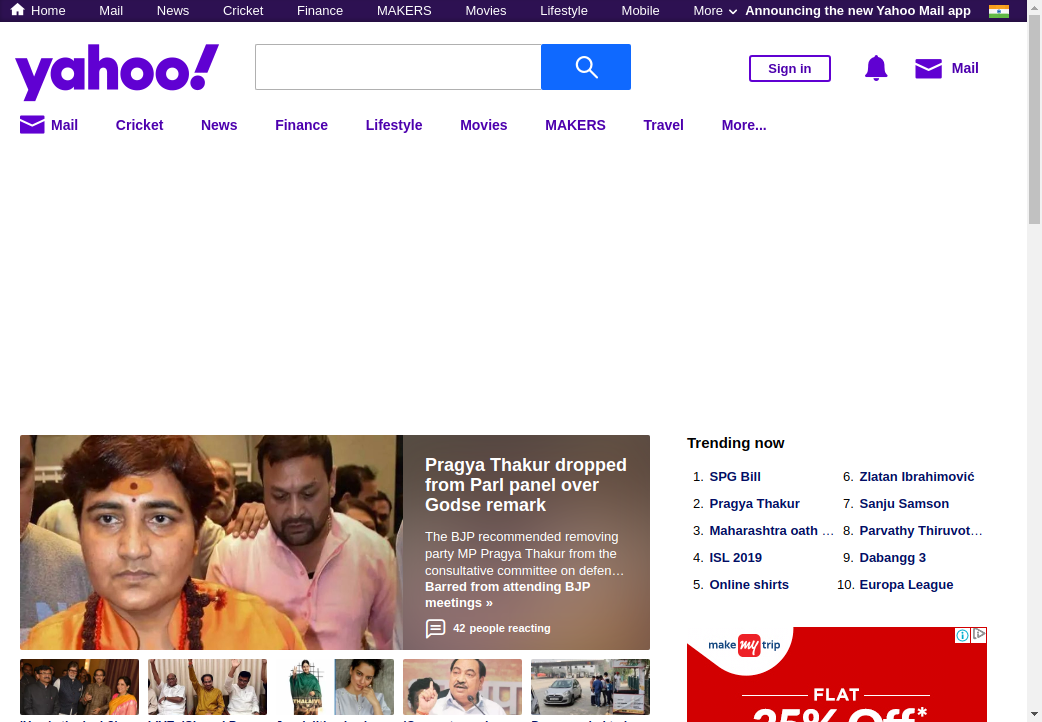 Home Mail News Cricket Finance MAKERS Movies Lifestyle Mobile More Announcing the new Yahoo Mail app
yahoo!
Sign in
Mail
Mail Cricket News Finance Lifestyle Movies MAKERS Travel More...
Pragya Thakur dropped
from Parl panel over
Godse remark
The BJP recommended removing
party MP Pragya Thakur from the
consultative committee on defen…
Barred from attending BJP
meetings »
42 people reacting
Trending now
1. SPG Bill
2. Pragya Thakur
3. Maharashtra oath …
4. ISL 2019
5. Online shirts
6. Zlatan Ibrahimović
7. Sanju Samson
8. Parvathy Thiruvot…
9. Dabangg 3
10. Europa League
make my trip
FLAT
25% Off*
THALAIVI